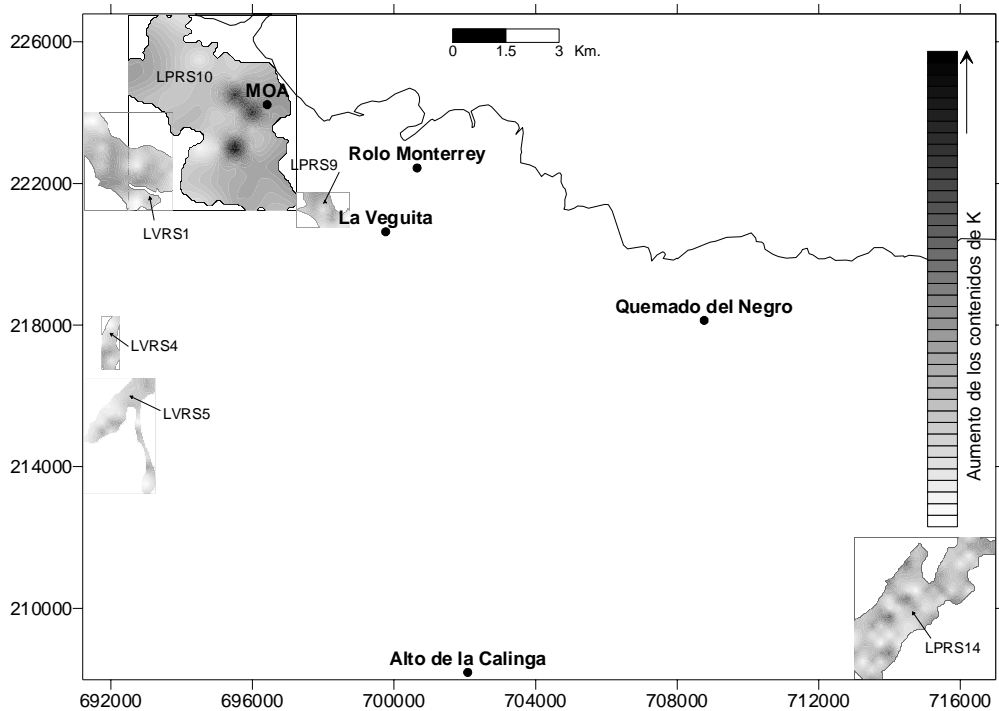 226000
0 1.5 3 Km.
LPRS10
MOA
Rolo Monterrey
LPRS9
222000
La Veguita
LVRS1
Aumento de los contenidos de K
Quemado del Negro
218000
LVRS4
LVRS5
214000
210000
LPRS14
Alto de la Calinga
692000 696000 700000 704000 708000 712000 716000